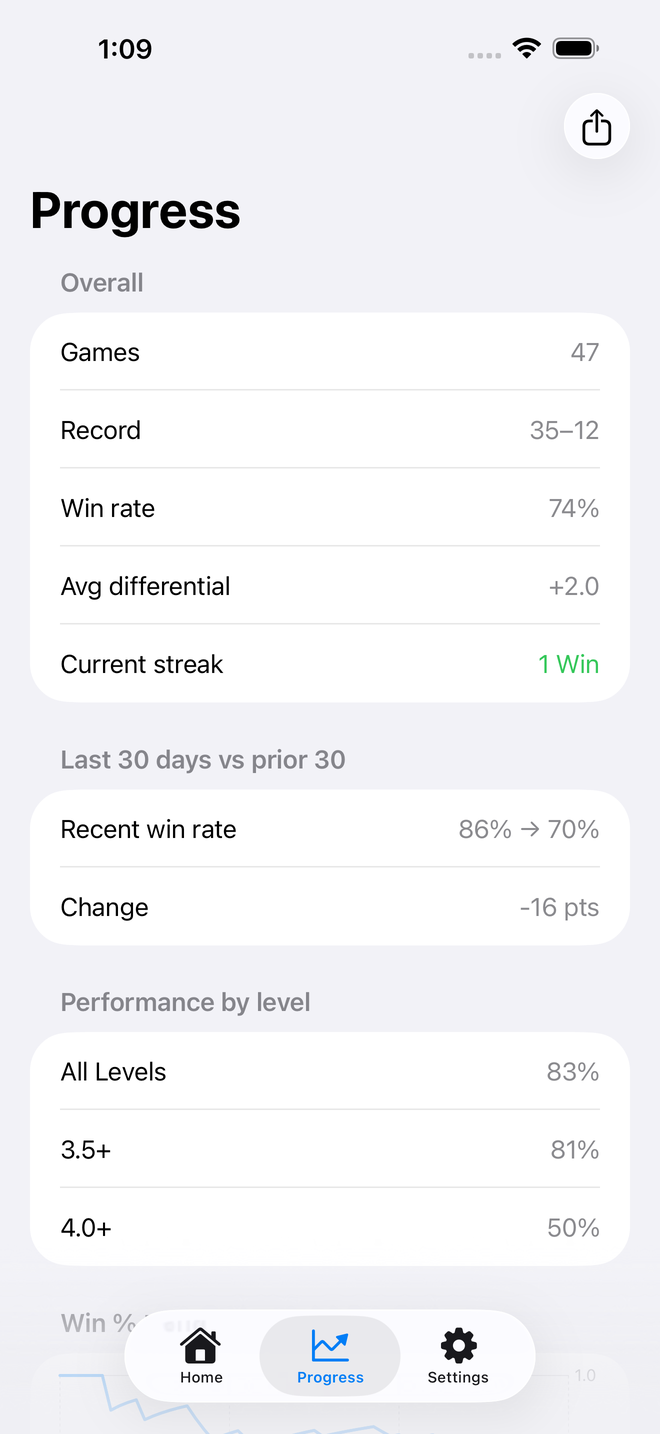 1:09
Progress
Overall
Games 47
Record 35–12
Win rate 74%
Avg differential +2.0
Current streak 1 Win
Last 30 days vs prior 30
Recent win rate 86% → 70%
Change -16 pts
Performance by level
All Levels 83%
3.5+ 81%
4.0+ 50%
Win %
1.0
Home Progress Settings